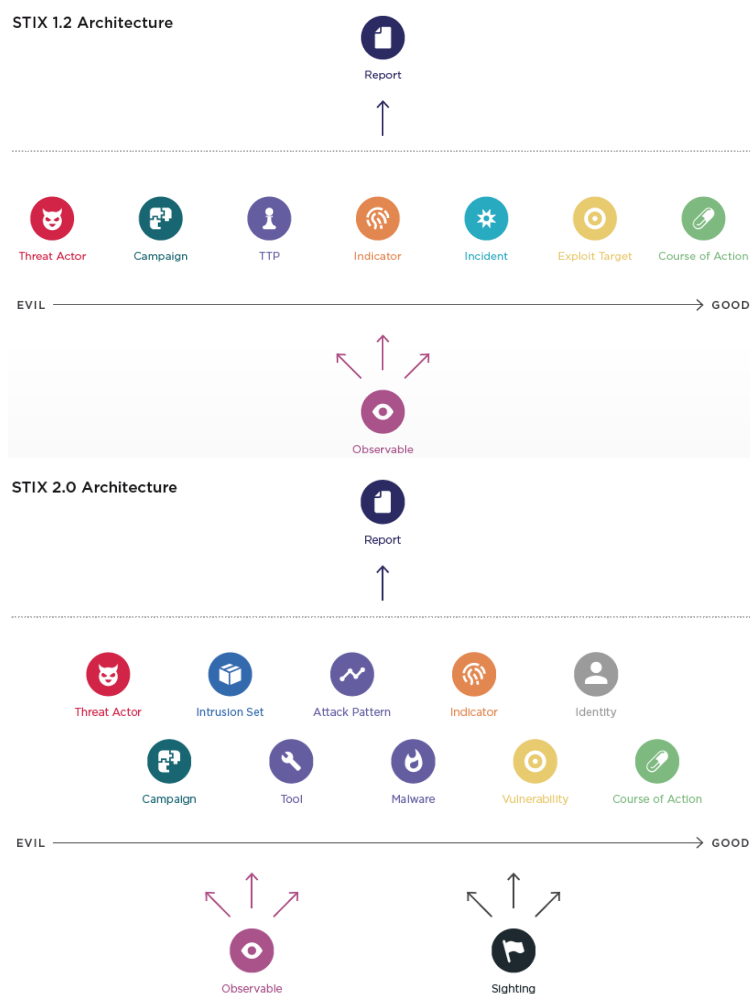 STIX 1.2 Architecture
Report
Threat Actor
Campaign
TTP
Indicator
Incident
Exploit Target
Course of Action
EVIL
GOOD
Observable
STIX 2.0 Architecture
Report
Threat Actor
Intrusion Set
Attack Pattern
Indicator
Identity
Campaign
Tool
Malware
Vulnerability
Course of Action
EVIL
GOOD
Observable
Sighting